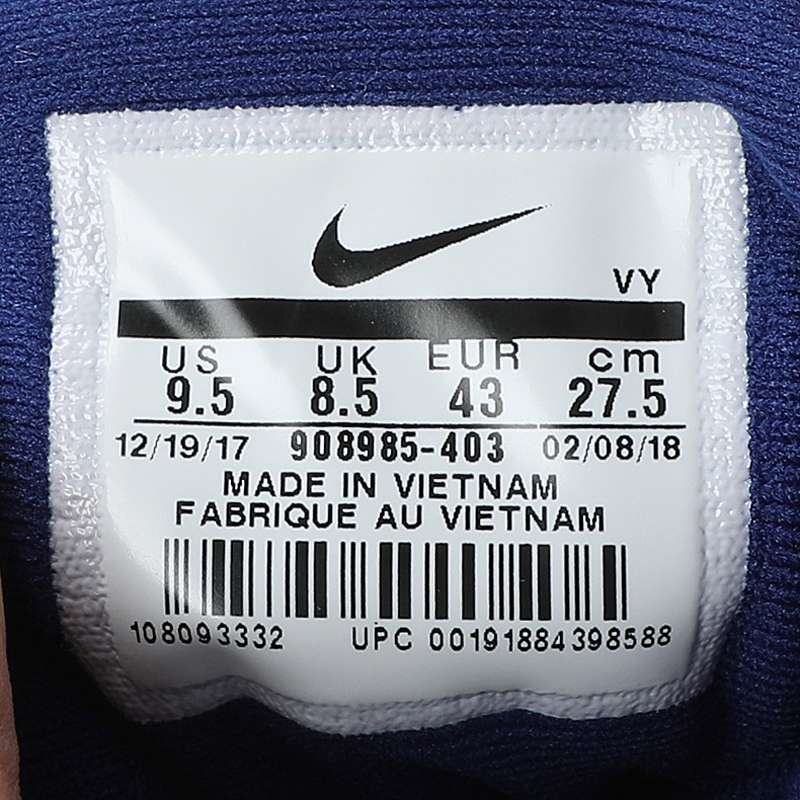 VY
US UK EUR cm
9.5 8.5 43 27.5
12/19/17 908985-403 02/08/18
MADE IN VIETNAM
FABRIQUE AU VIETNAM
108093332 UPC 00191884398588